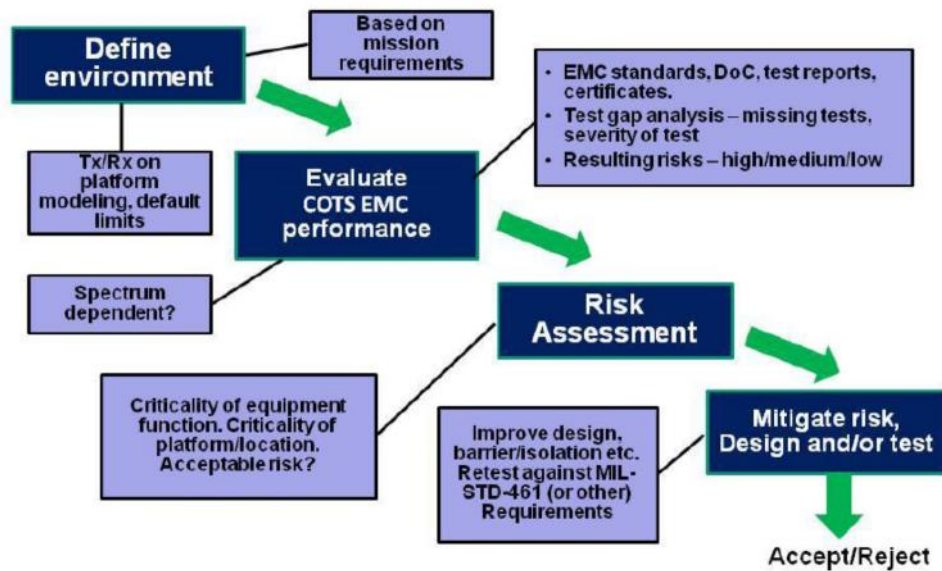 Define
environment
Based on
mission
requirements
• EMC standards, DoC, test reports,
certificates.
• Test gap analysis – missing tests,
severity of test
• Resulting risks – high/medium/low
Tx/Rx on
platform
modeling, default
limits
Evaluate
COTS EMC
performance
Spectrum
dependent?
Risk
Assessment
Criticality of equipment
function. Criticality of
platform/location.
Acceptable risk?
Improve design,
barrier/isolation etc.
Retest against MIL-
STD-461 (or other)
Requirements
Mitigate risk,
Design and/or test
Accept/Reject